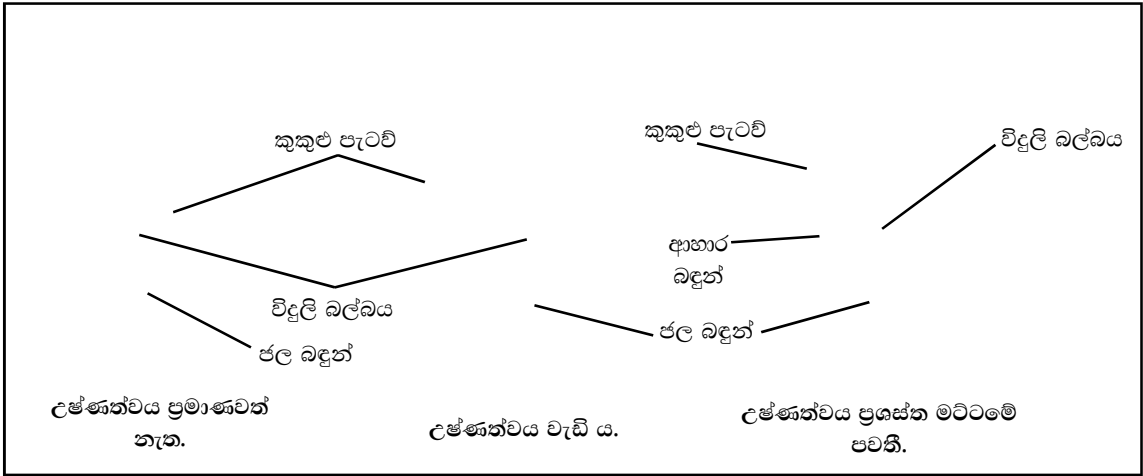 කුකුළු පැටව්
කුකුළු පැටව්
විදුලි බල්බය
ආහාර
බඳුන්
විදුලි බල්බය
ජල බඳුන්
ජල බඳුන්
උෂ්ණත්වය ප්‍රමාණවත්
නැත.
උෂ්ණත්වය වැඩි ය.
උෂ්ණත්වය ප්‍රශස්ත මට්ටමේ
පවතී.